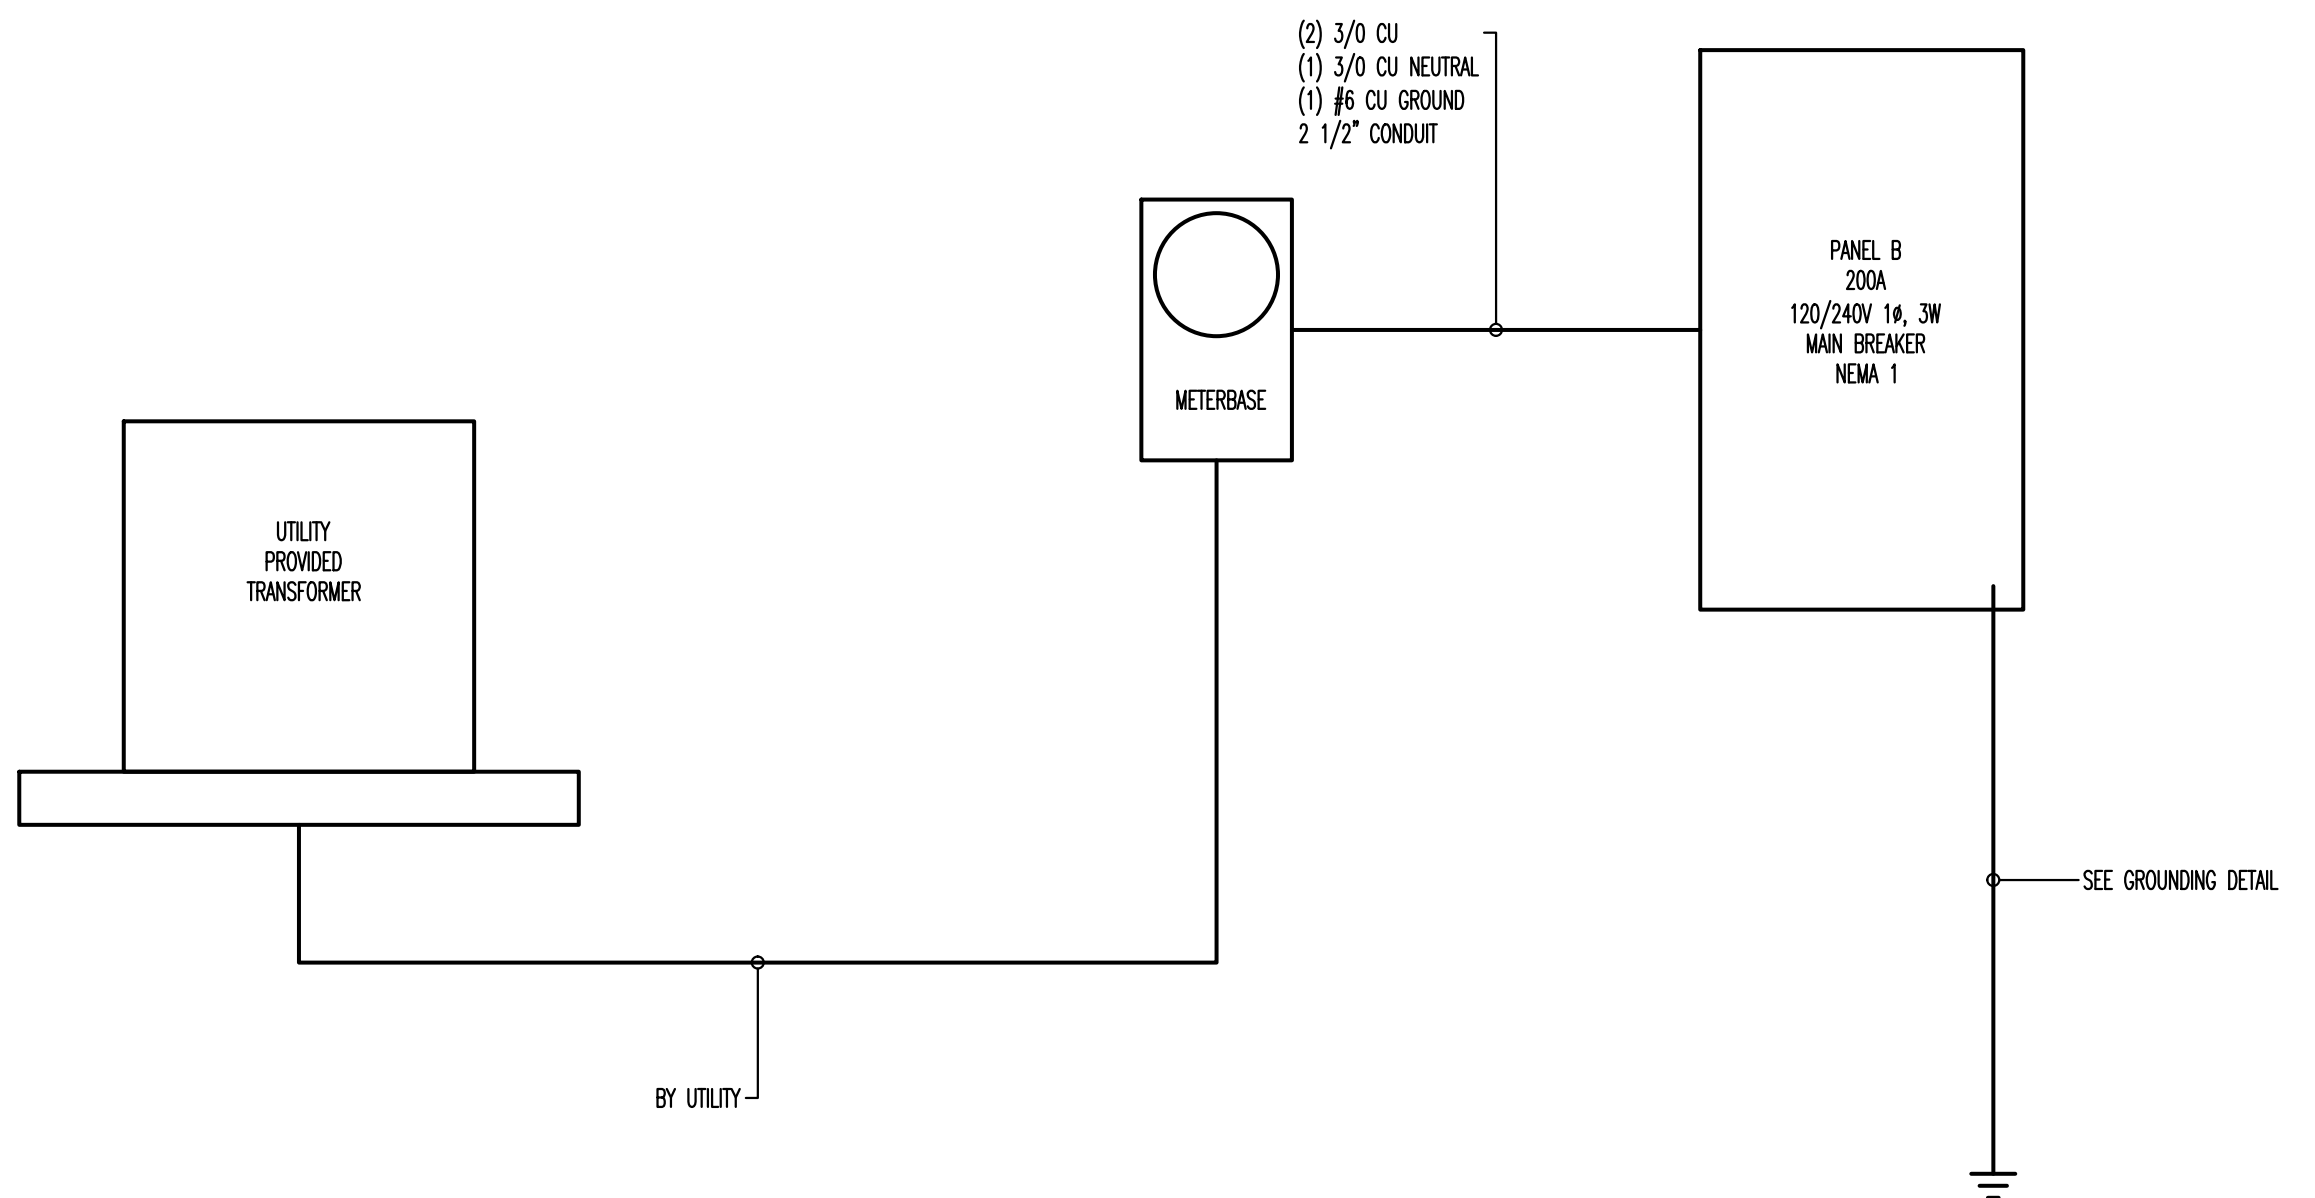 (2) 3/0 CU
(1) 3/0 CU NEUTRAL
(1) #6 CU GROUND
2 1/2" CONDUIT
PANEL B
200A
120/240V 1ø, 3W
MAIN BREAKER
NEMA 1
METERBASE
UTILITY
PROVIDED
TRANSFORMER
SEE GROUNDING DETAIL
BY UTILITY